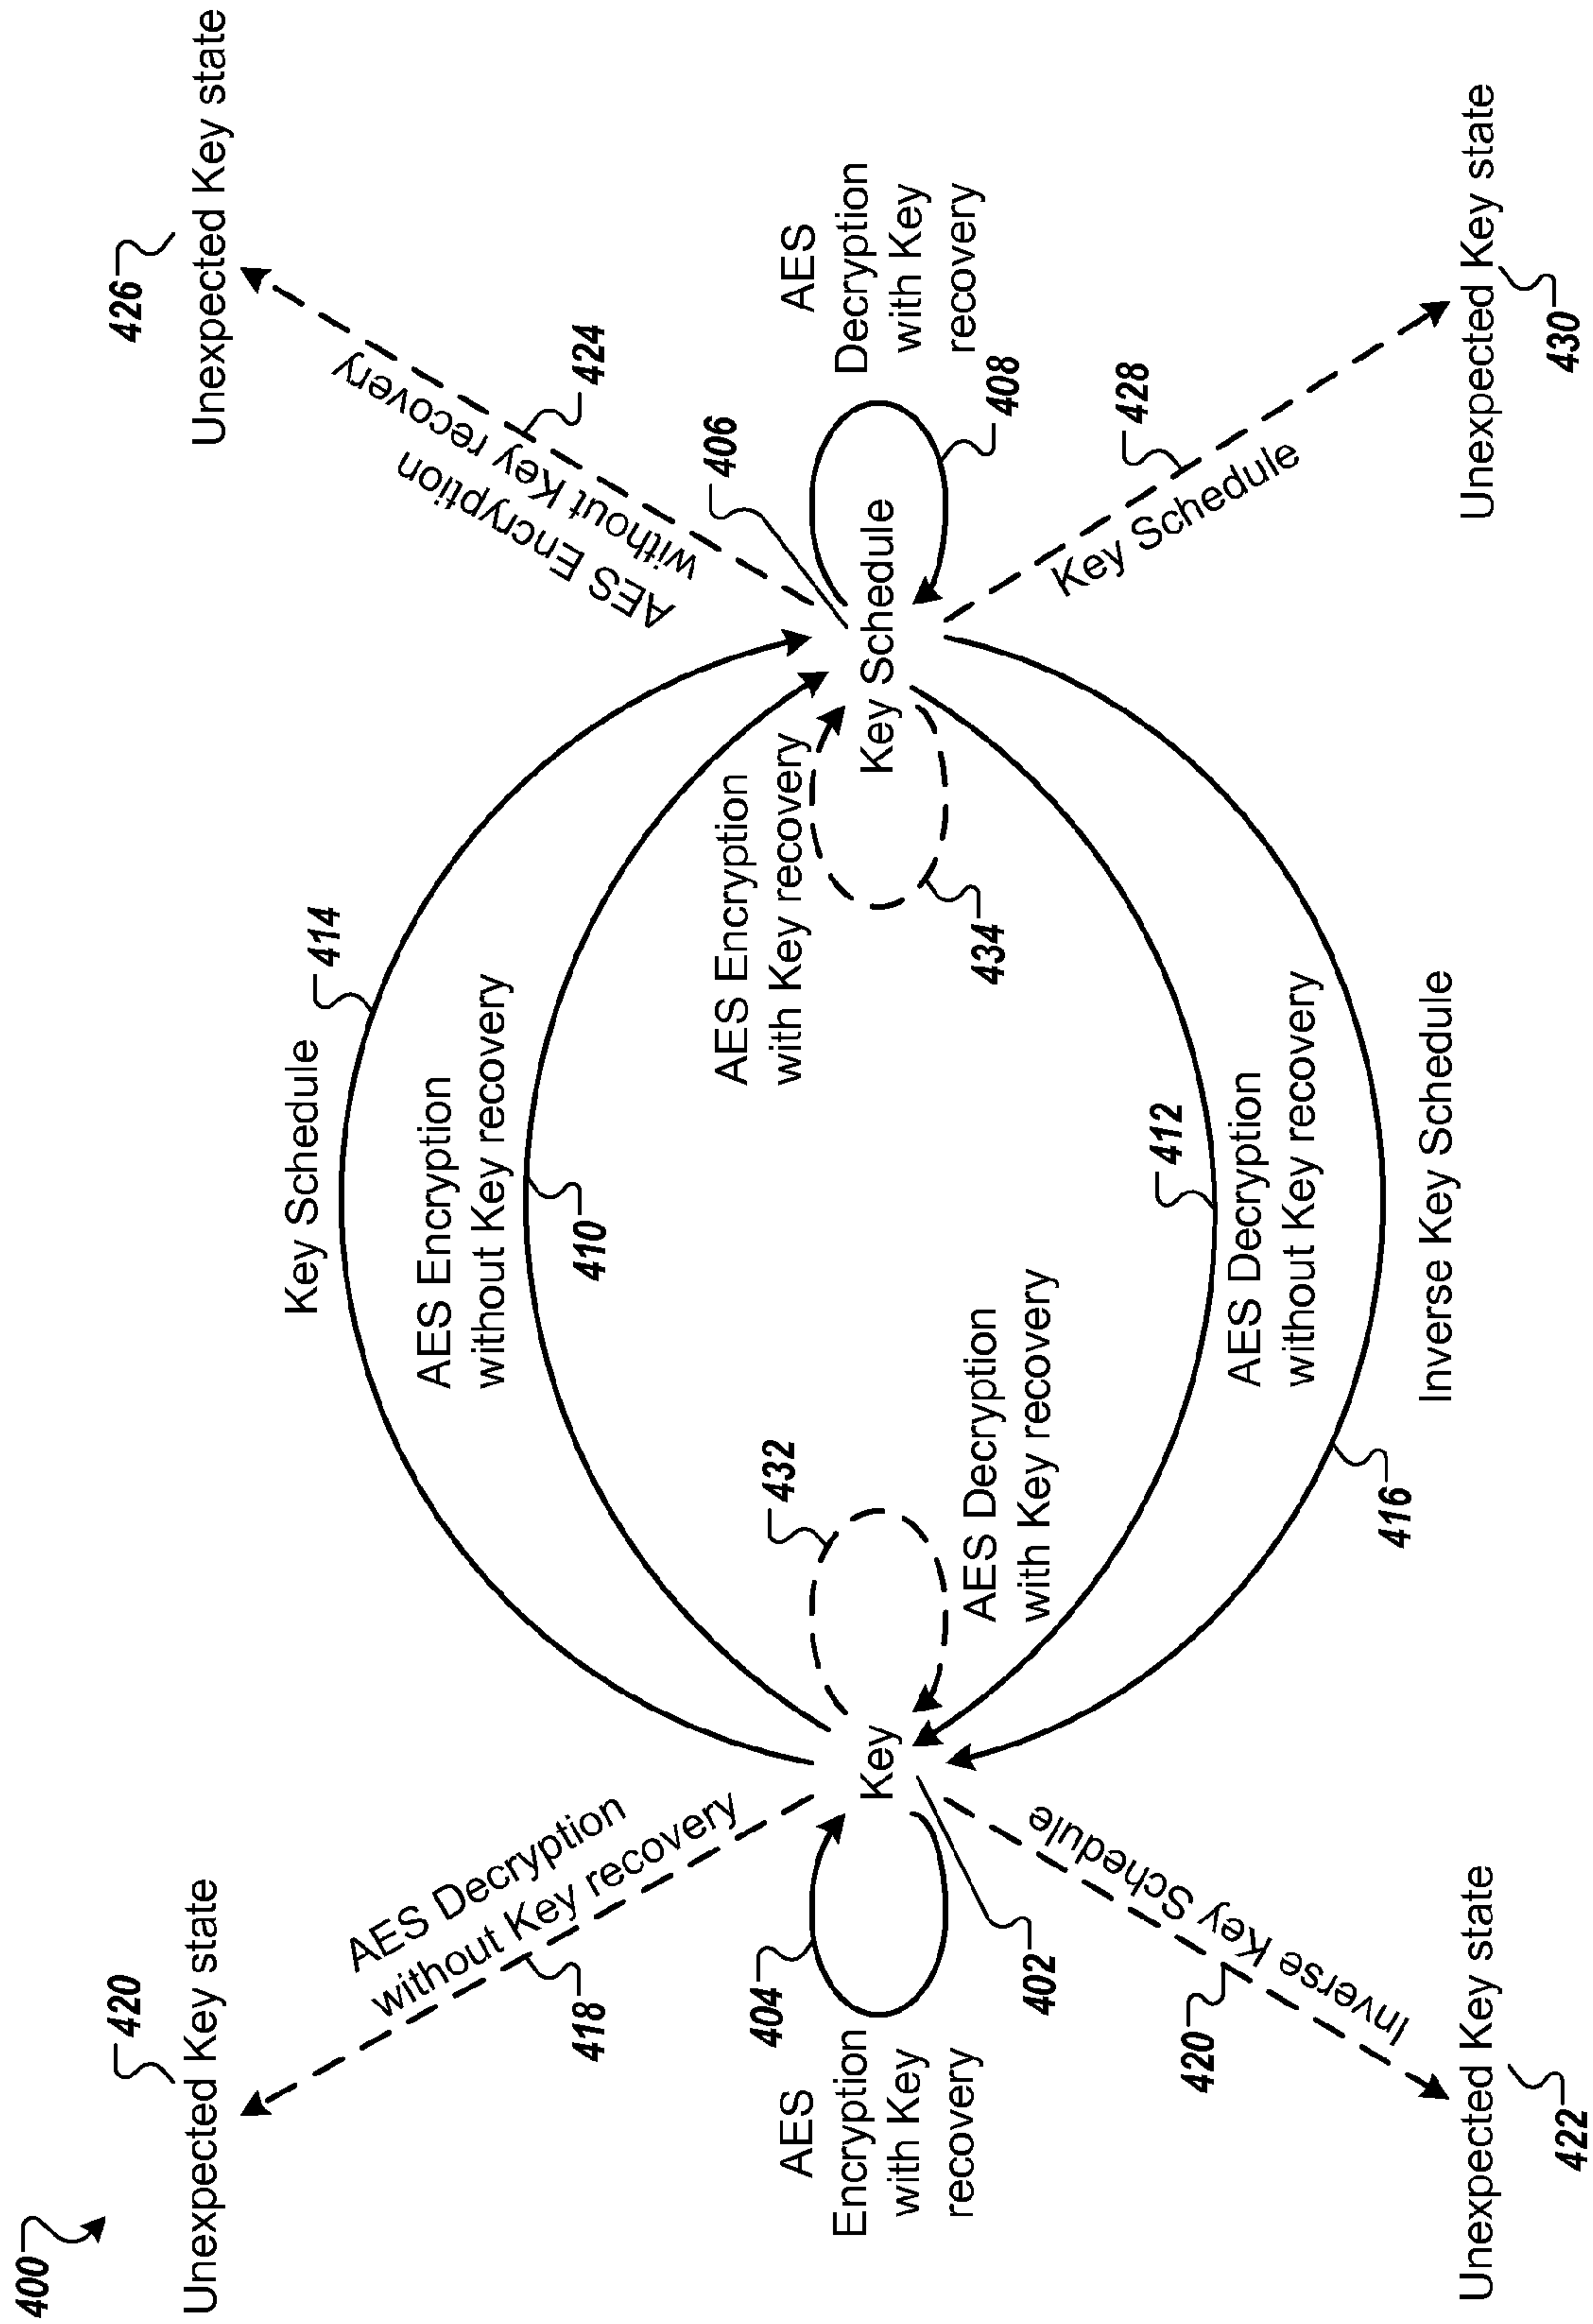 400
420
Unexpected Key state
426
Unexpected Key state
Key Schedule
414
AES Decryption
without Key recovery
418
AES Encryption
without Key recovery
410
AES Encryption
without Key recovery
424
404
AES
Encryption
with Key
recovery
402
Key
432
AES Decryption
with Key recovery
AES Encryption
with Key recovery
434
406
Key Schedule
AES
Decryption
with Key
recovery
408
420
Inverse Key Schedule
412
AES Decryption
without Key recovery
428
Key Schedule
416
Inverse Key Schedule
Unexpected Key state
422
Unexpected Key state
430